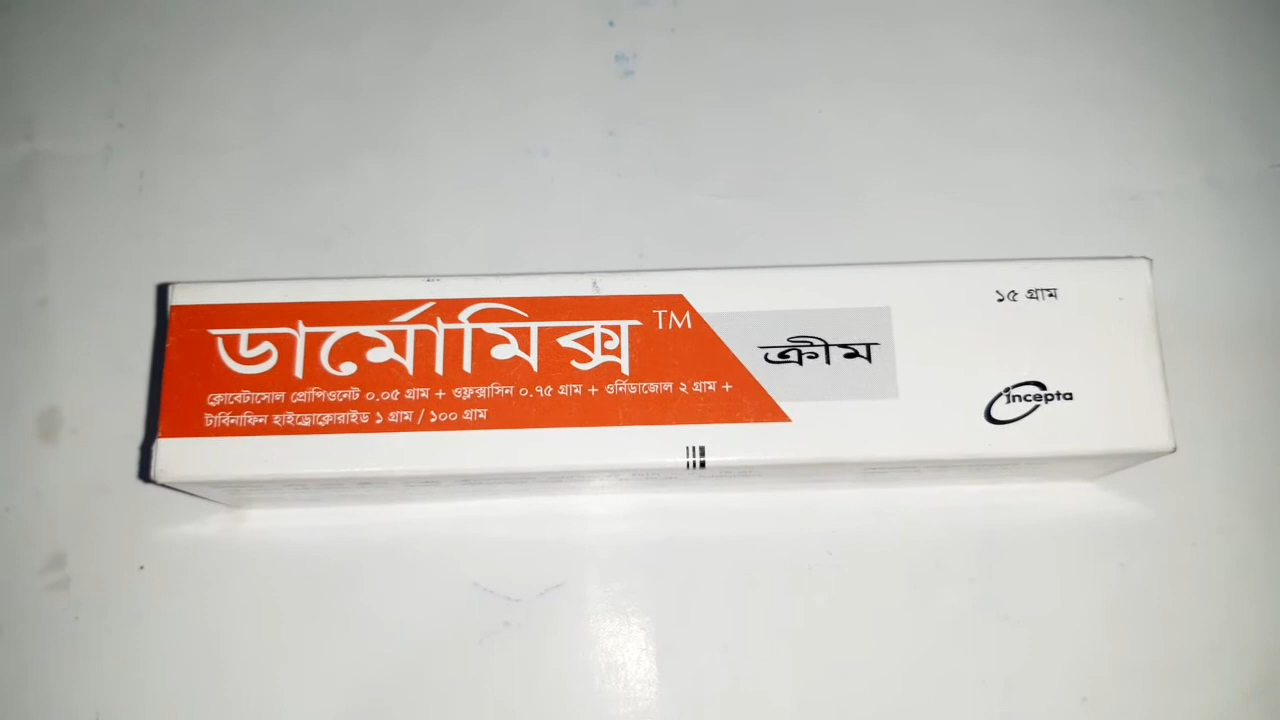 ডার্মোমিক্স TM
ক্রীম
ক্লোবেটাসোল প্রোপিওনেট ০.০৫ গ্রাম + ওফ্লক্সাসিন ০.৭৫ গ্রাম + ওর্নিডাজোল ২ গ্রাম +
টার্বিনাফিন হাইড্রোক্লোরাইড ১ গ্রাম / ১০০ গ্রাম
১৫ গ্রাম
incepta